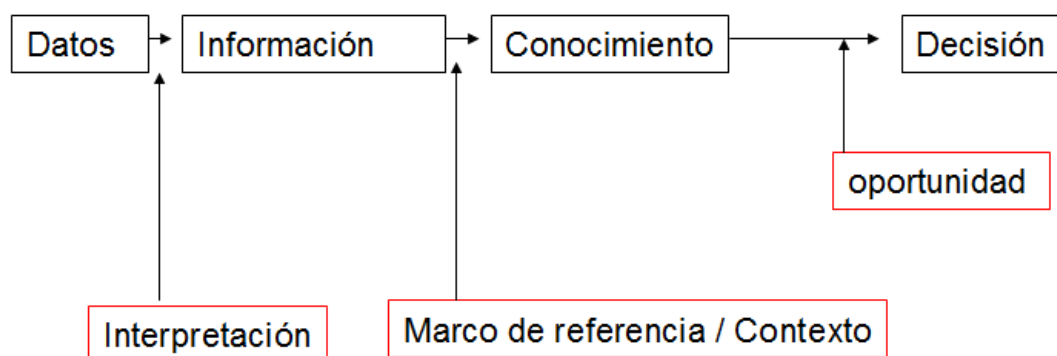 Datos
Información
Conocimiento
Decisión
oportunidad
Interpretación
Marco de referencia / Contexto